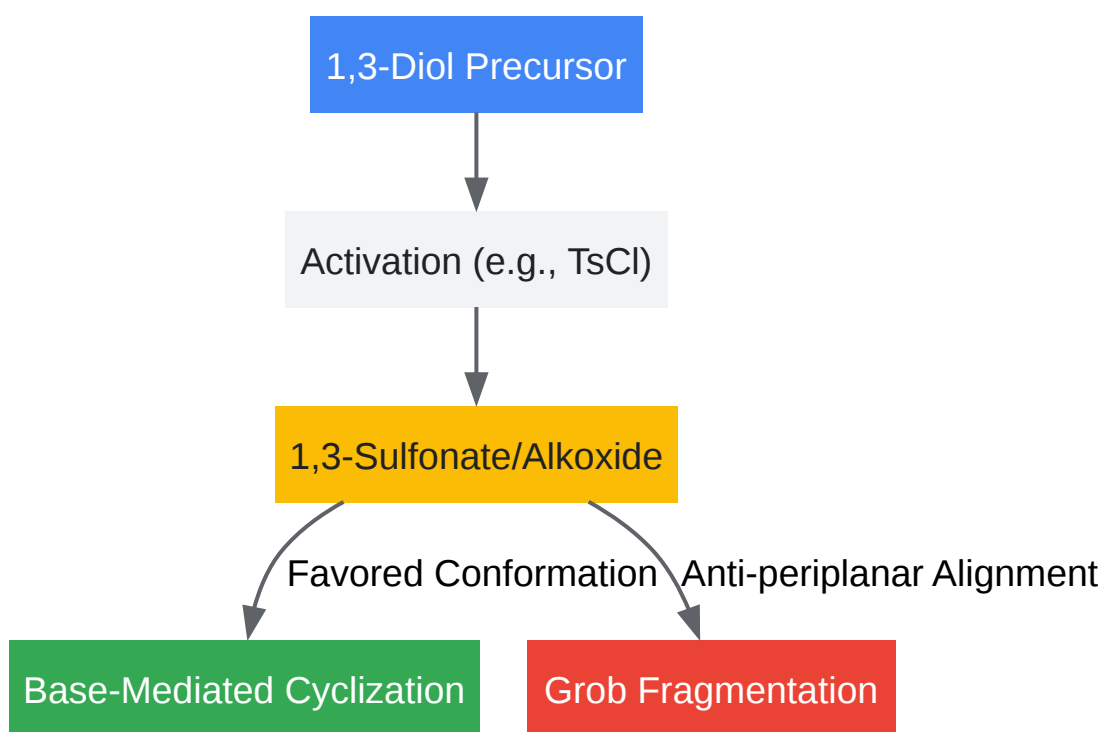 1,3-Diol Precursor
Activation (e.g., TsCl)
1,3-Sulfonate/Alkoxide
Favored Conformation
Anti-periplanar Alignment
Base-Mediated Cyclization
Grob Fragmentation